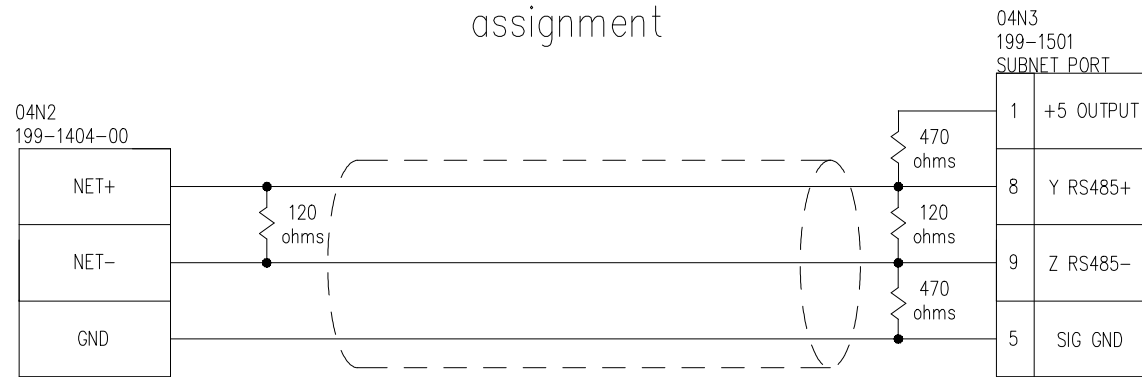 assignment
04N3
199-1501
SUBNET PORT
04N2
199-1404-00
1 +5 OUTPUT
470
ohms
NET+
8 Y RS485+
120
ohms
120
ohms
NET-
9 Z RS485-
470
ohms
GND
5 SIG GND